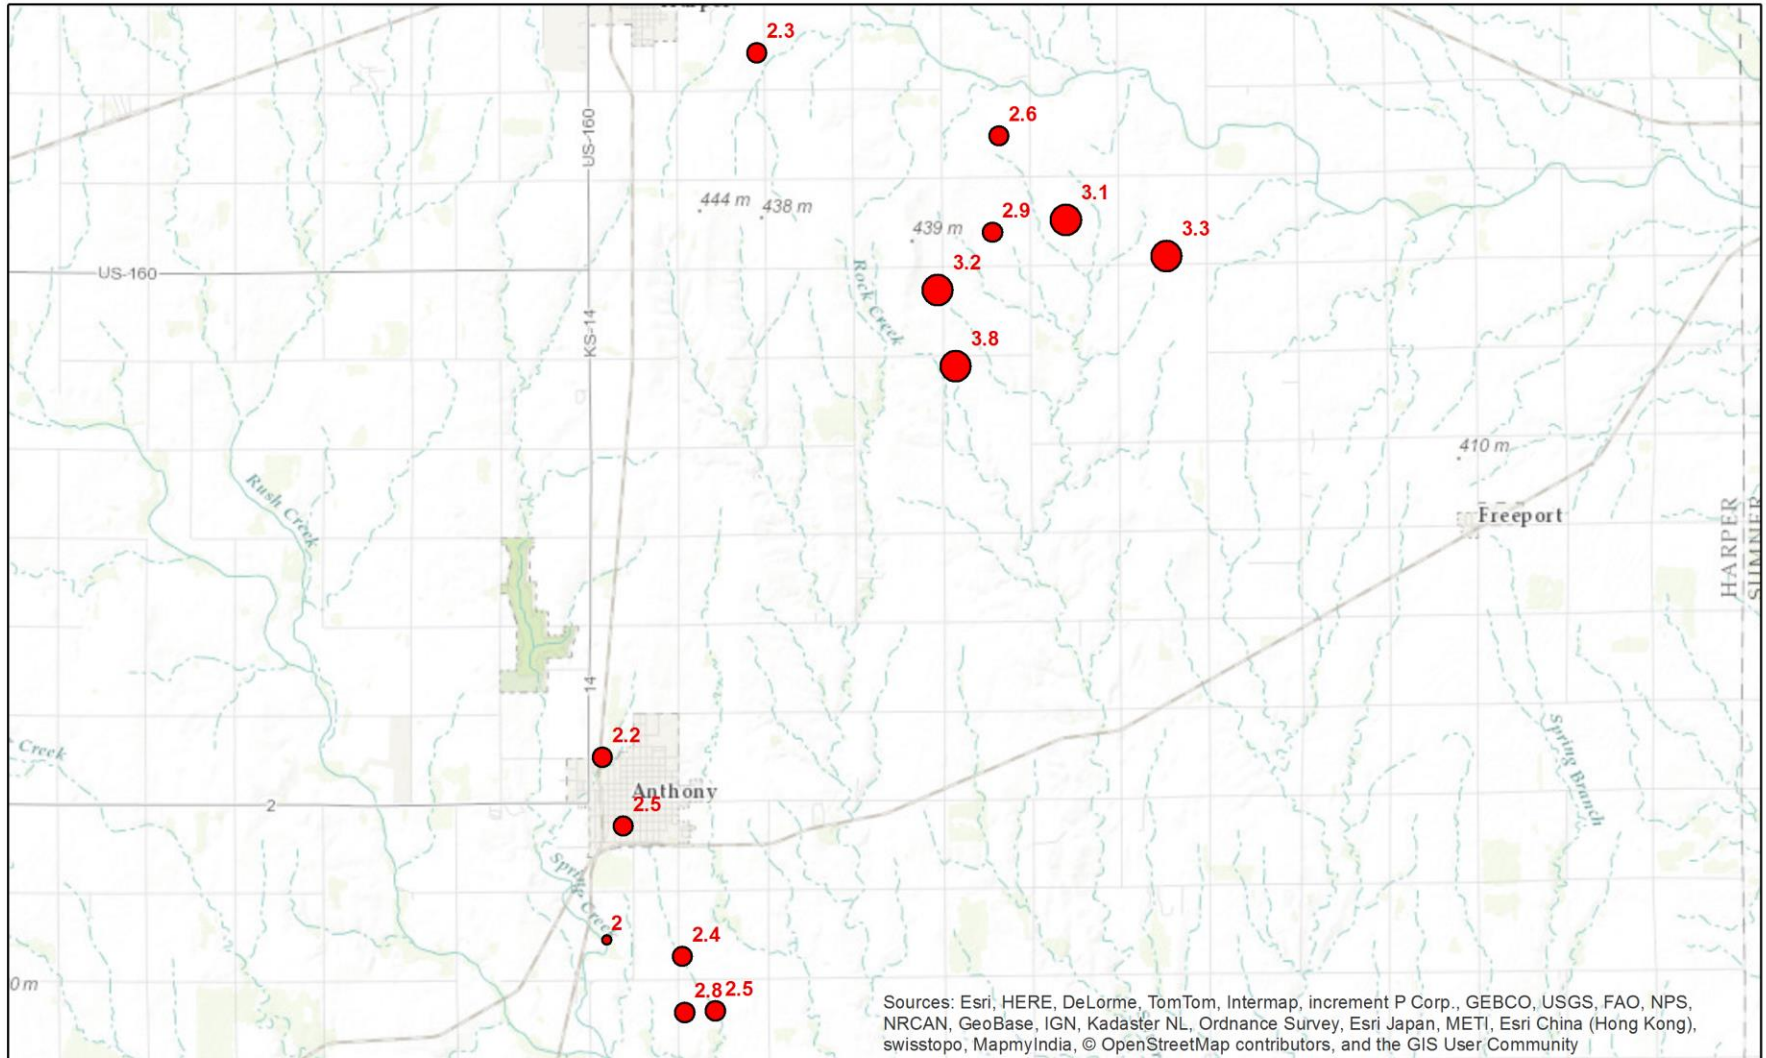 2.3
2.6
US-160
3.1
444 m
438 m
2.9
439 m
3.3
3.2
US-160
Rock Creek
KS-14
3.8
410 m
Rush Creek
Freeport
HARPER
SUMNER
14
2.2
Creek
Spring Branch
Anthony
2.5
2
Spring Creek
2
2.4
0 m
2.8
2.5
Sources: Esri, HERE, DeLorme, TomTom, Intermap, increment P Corp., GEBCO, USGS, FAO, NPS,
NRCAN, GeoBase, IGN, Kadaster NL, Ordnance Survey, Esri Japan, METI, Esri China (Hong Kong),
swisstopo, MapmyIndia, © OpenStreetMap contributors, and the GIS User Community